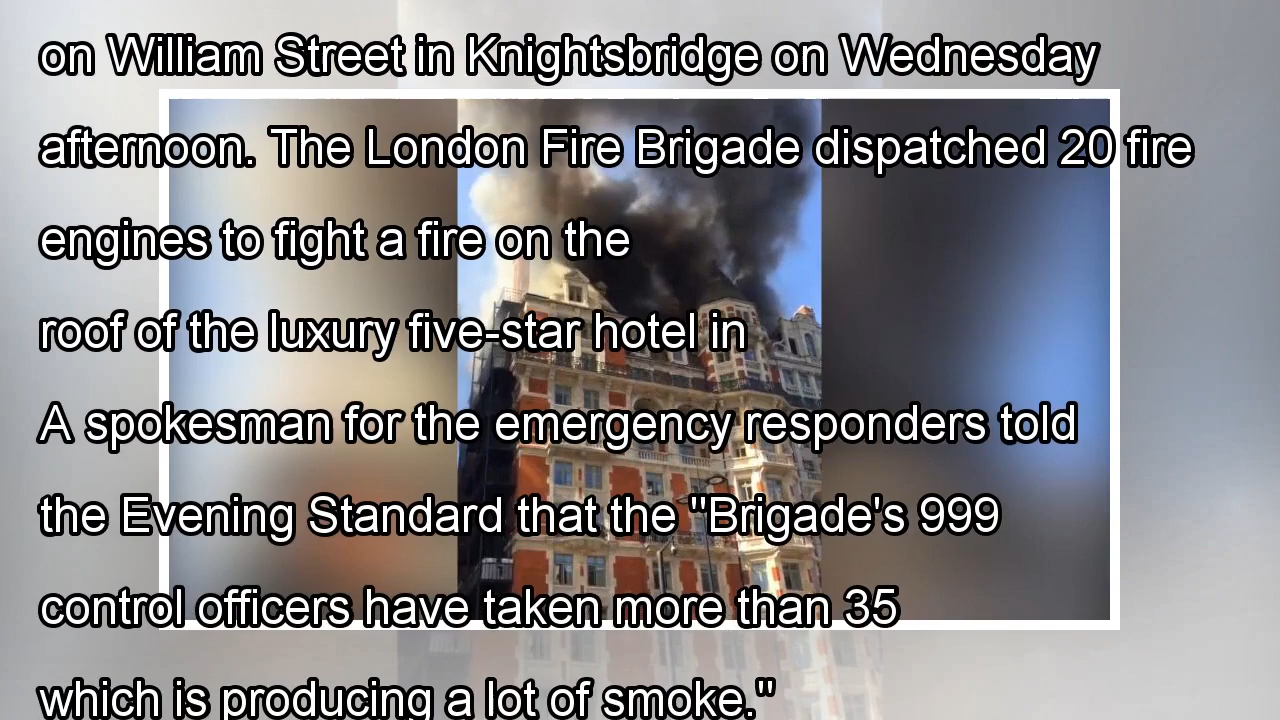 on William Street in Knightsbridge on Wednesday
afternoon. The London Fire Brigade dispatched 20 fire
engines to fight a fire on the
roof of the luxury five-star hotel in
A spokesman for the emergency responders told
the Evening Standard that the "Brigade's 999
control officers have taken more than 35
which is producing a lot of smoke."